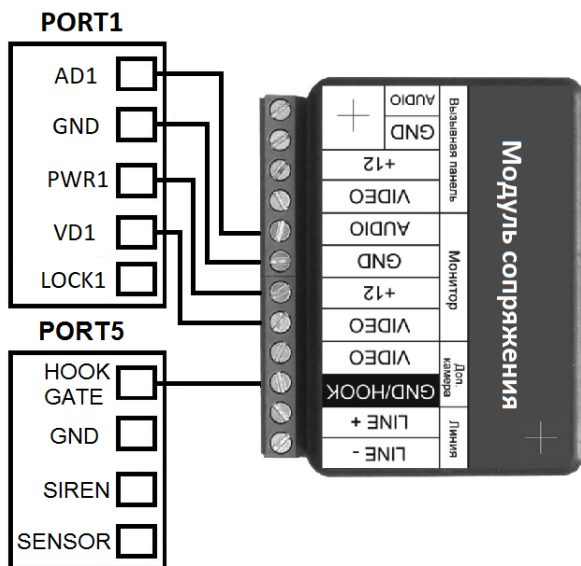 PORT1
AD1
GND
PWR1
VD1
LOCK1
PORT5
HOOK
GATE
GND
SIREN
SENSOR
AUDIO
GND
+12
VIDEO
AUDIO
GND
+12
VIDEO
VIDEO
GND/HOOK
LINE +
LINE -
Вызывная панель
Монитор
Доп.
камера
Линия
Модуль сопряжения